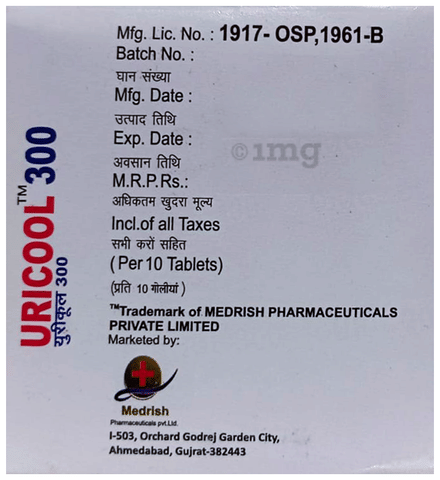 Mfg. Lic. No. : 1917- OSP,1961-B
Batch No. :
घान संख्या
Mfg. Date :
उत्पाद तिथि
Exp. Date :
अवसान तिथि
M.R.P.Rs.:
अधिकतम खुदरा मूल्य
Incl.of all Taxes
सभी करों सहित
(Per 10 Tablets)
(प्रति 10 गोलीयां )
™Trademark of MEDRISH PHARMACEUTICALS
PRIVATE LIMITED
Marketed by:
Medrish
Pharmaceuticals pvt.Ltd.
I-503, Orchard Godrej Garden City,
Ahmedabad, Gujrat-382443
URICOOL™ 300
युरीकूल 300
©1mg